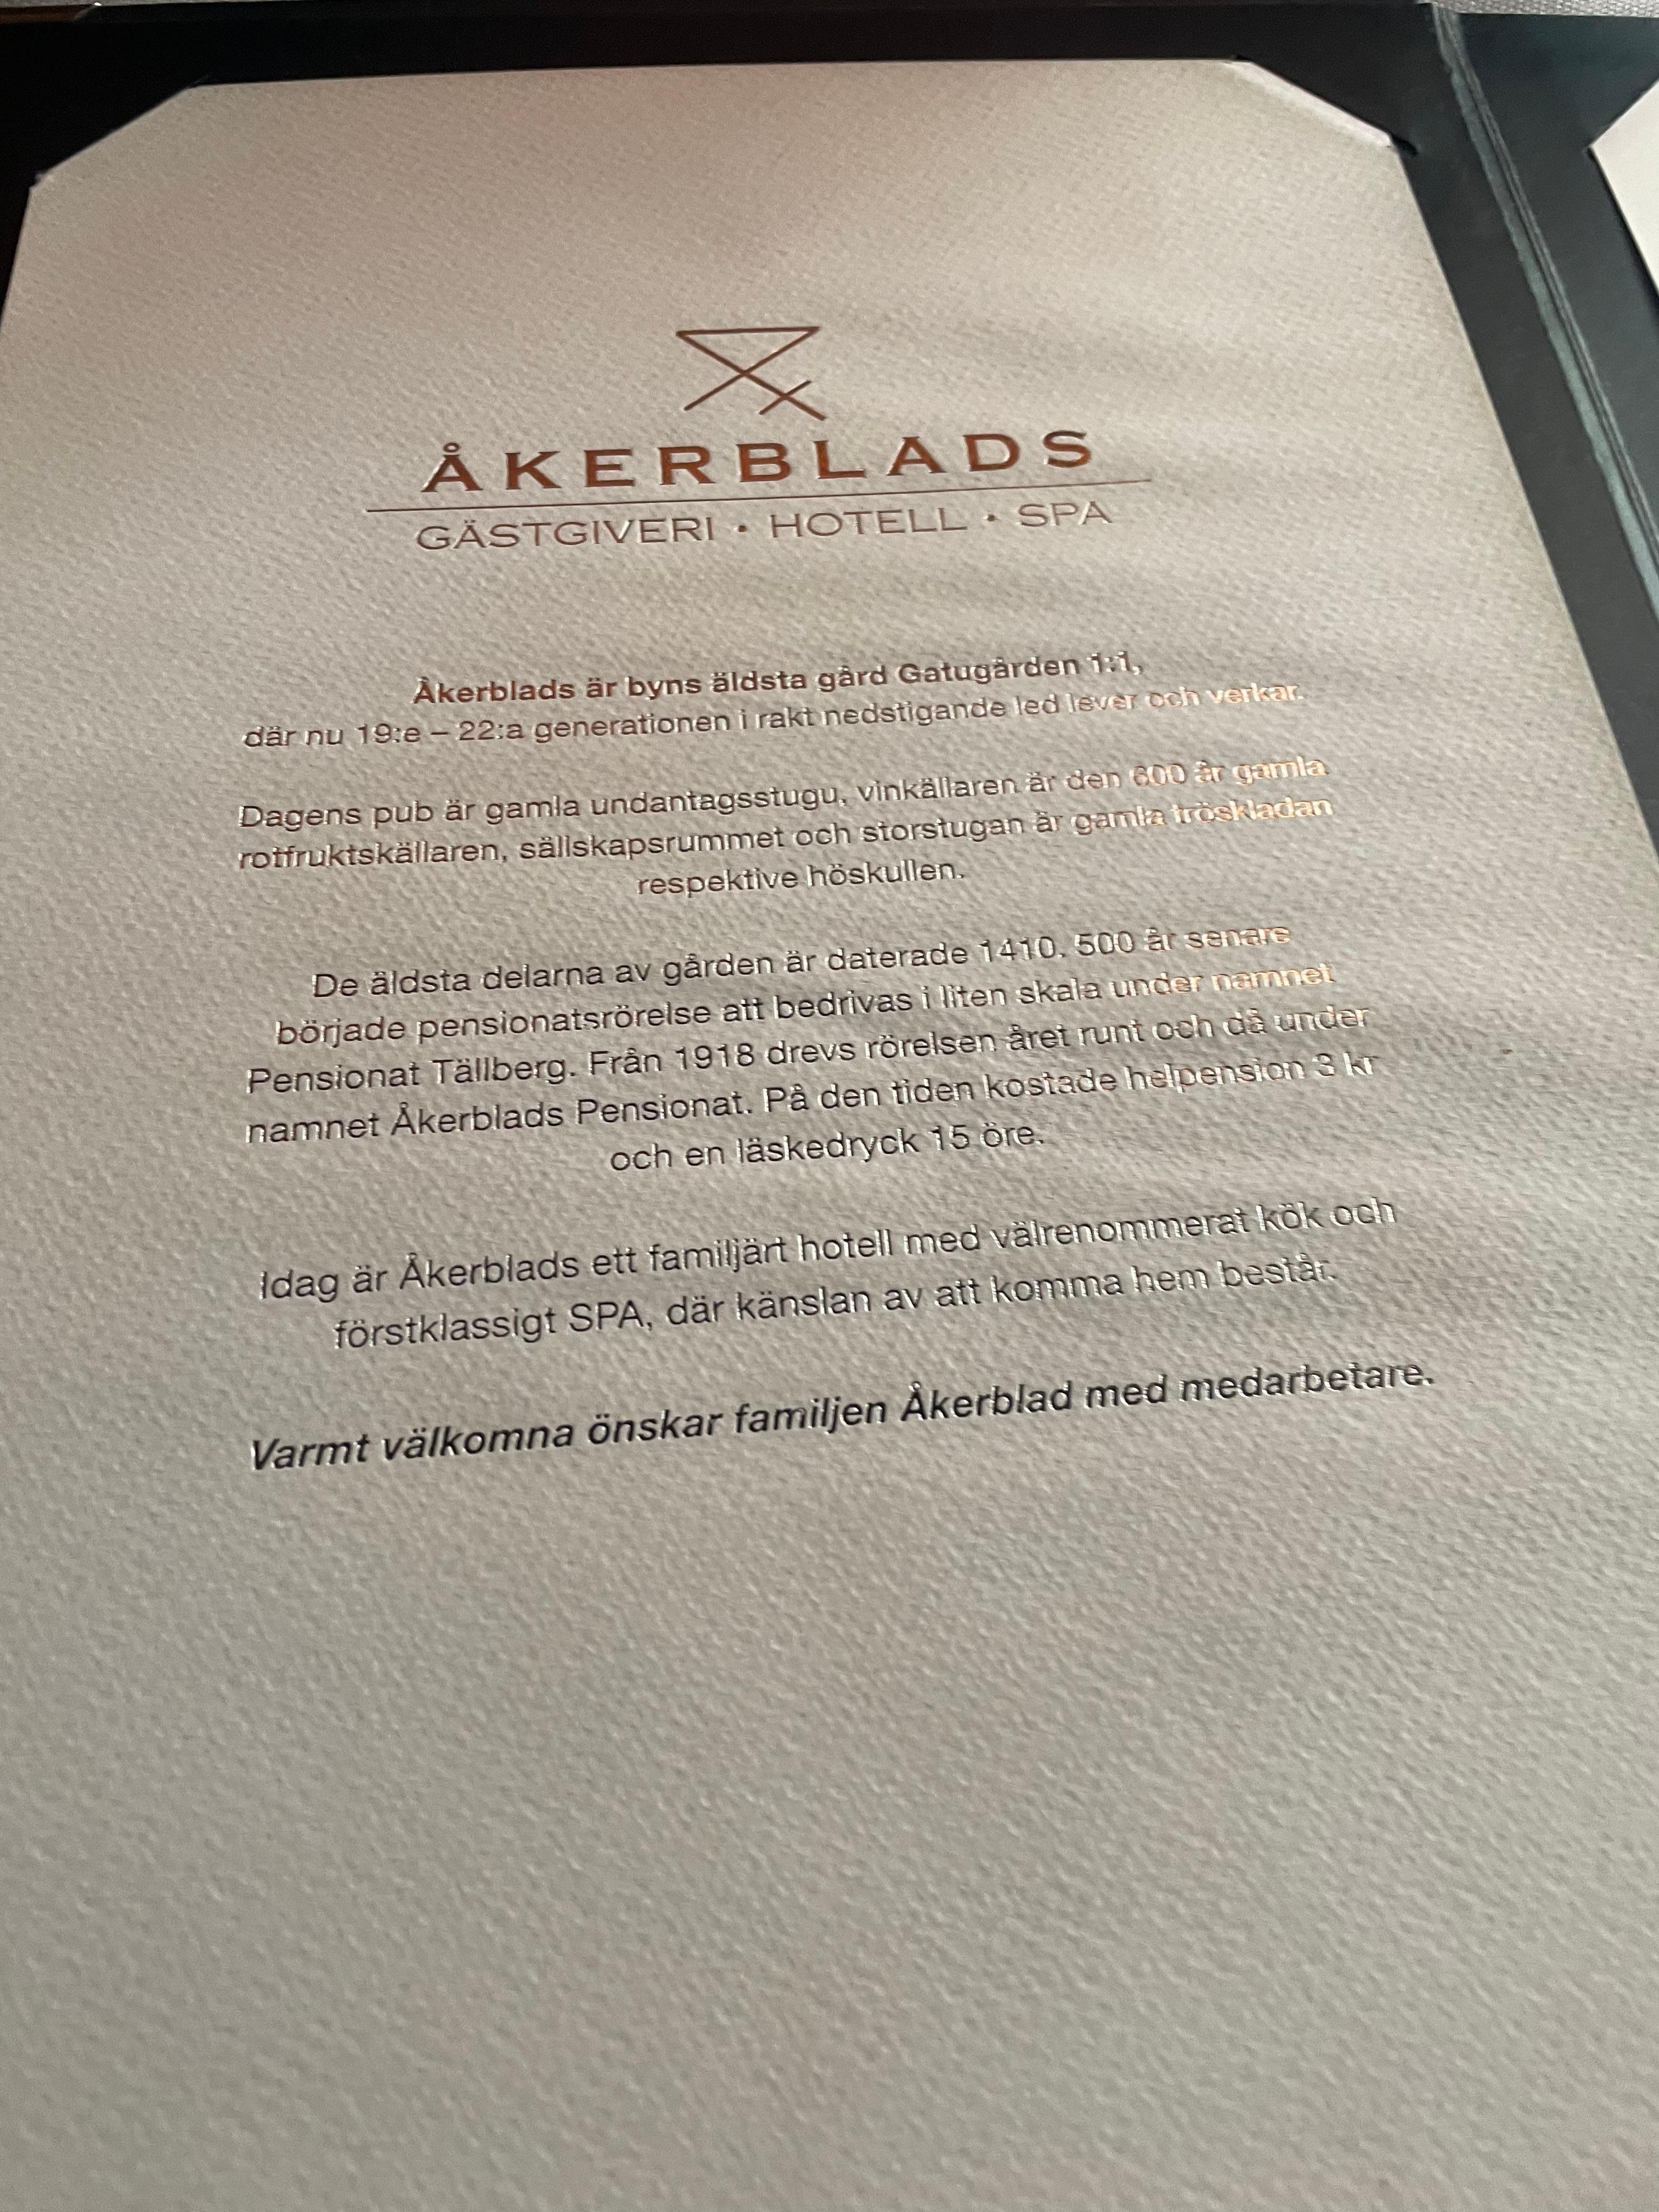 ÅKERBLADS
GÄSTGIVERI • HOTELL • SPA
Åkerblads är byns äldsta gård Gatugården 1:1,
där nu 19:e – 22:a generationen i rakt nedstigande led lever och verkar.
Dagens pub är gamla undantagsstugu, vinkällaren är den 600 år gamla
rotfruktskällaren, sällskapsrummet och storstugan är gamla tröskladan
respektive höskullen.
De äldsta delarna av gården är daterade 1410. 500 år senare
började pensionatsrörelse att bedrivas i liten skala under namnet
Pensionat Tällberg. Från 1918 drevs rörelsen året runt och då under
namnet Åkerblads Pensionat. På den tiden kostade helpension 3 kr
och en läskedryck 15 öre.
Idag är Åkerblads ett familjärt hotell med välrenommerat kök och
förstklassigt SPA, där känslan av att komma hem består.
Varmt välkomna önskar familjen Åkerblad med medarbetare.